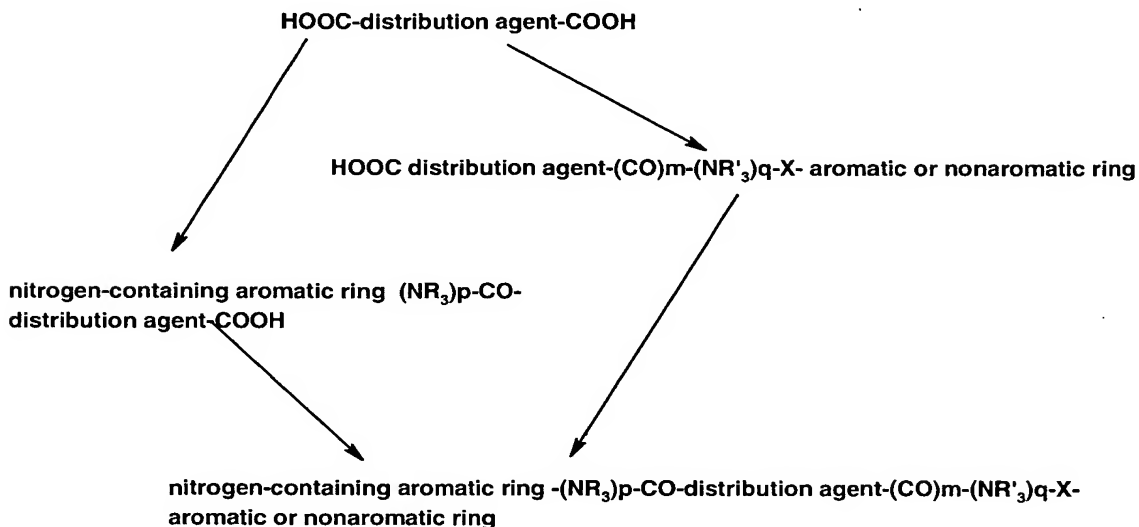 HOOC-distribution agent-COOH
HOOC distribution agent-(CO)m-(NR'₃)q-X- aromatic or nonaromatic ring
nitrogen-containing aromatic ring (NR₃)p-CO-
distribution agent-COOH
nitrogen-containing aromatic ring -(NR₃)p-CO-distribution agent-(CO)m-(NR'₃)q-X-
aromatic or nonaromatic ring